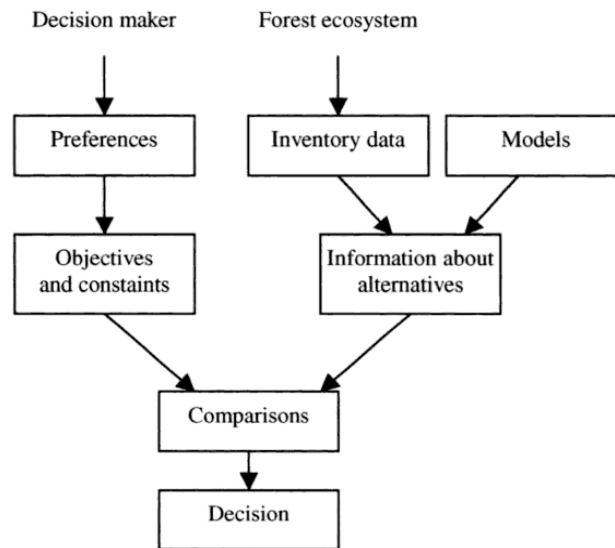 Decision maker
Forest ecosystem
Preferences
Inventory data
Models
Objectives
and constaints
Information about
alternatives
Comparisons
Decision